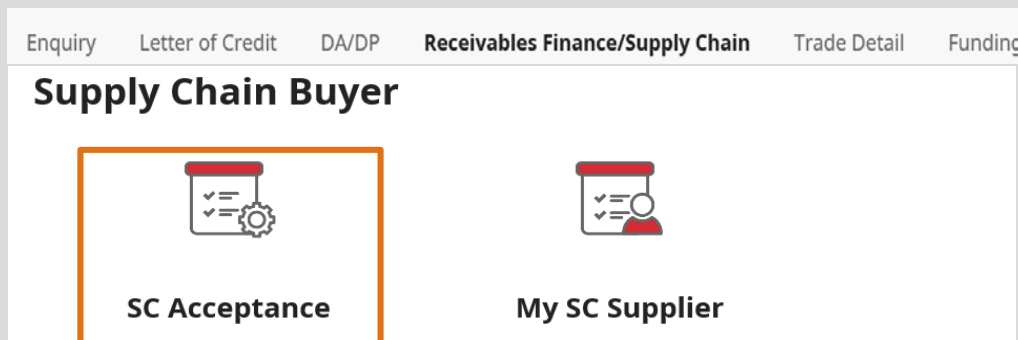 Enquiry Letter of Credit DA/DP Receivables Finance/Supply Chain Trade Detail Funding
Supply Chain Buyer
SC Acceptance My SC Supplier